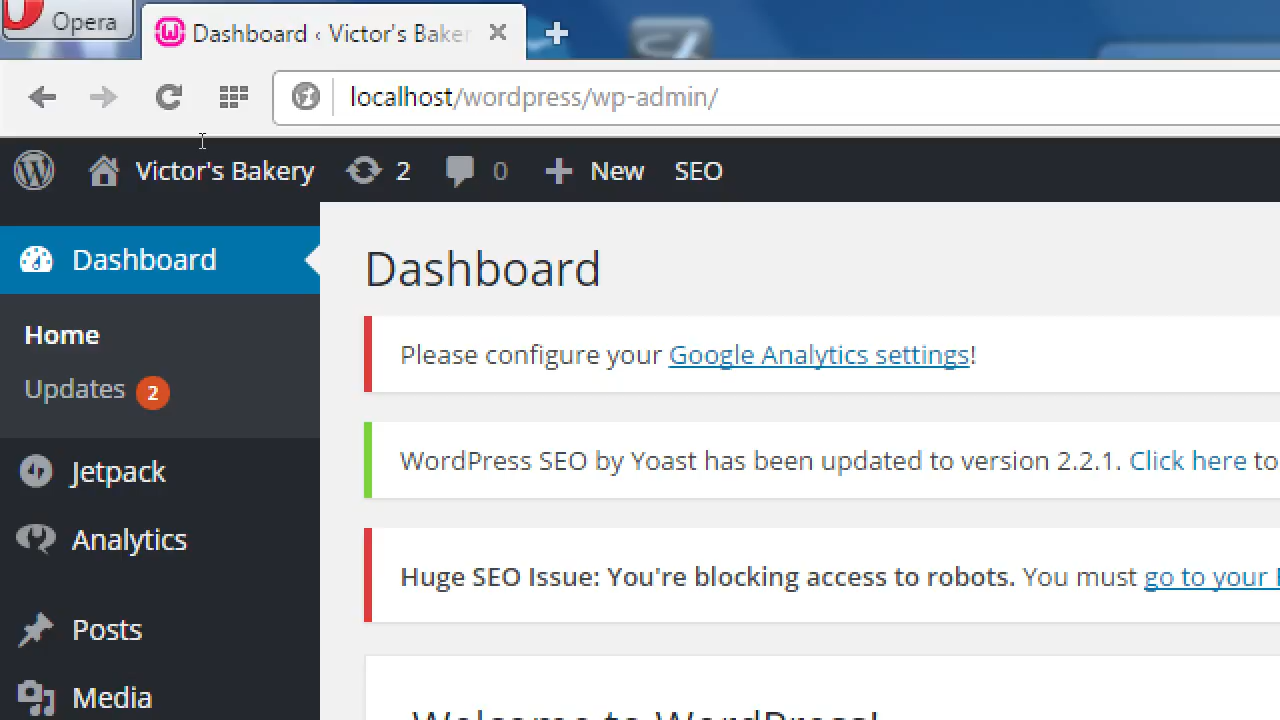 Opera
Dashboard ‹ Victor's Baker
localhost/wordpress/wp-admin/
Victor's Bakery 2 0 New SEO
Dashboard
Home
Updates 2
Jetpack
Analytics
Posts
Media
Dashboard
Please configure your Google Analytics settings!
WordPress SEO by Yoast has been updated to version 2.2.1. Click here to
Huge SEO Issue: You're blocking access to robots. You must go to your
Welcome to WordPress!